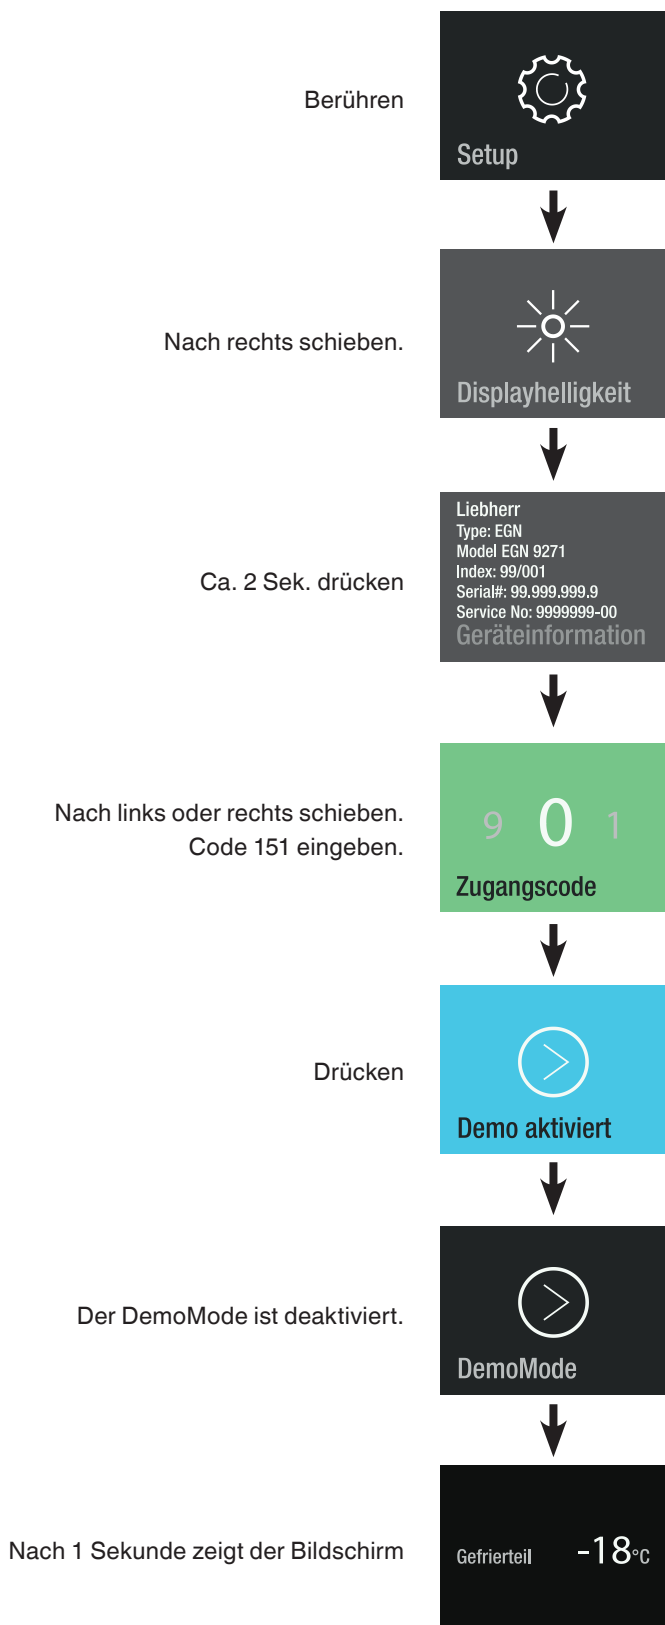 Berühren
Setup
Nach rechts schieben.
Displayhelligkeit
Ca. 2 Sek. drücken
Liebherr
Type: EGN
Model EGN 9271
Index: 99/001
Serial#: 99.999.999.9
Service No: 9999999-00
Geräteinformation
Nach links oder rechts schieben.
Code 151 eingeben.
9 0 1
Zugangscode
Drücken
Demo aktiviert
Der DemoMode ist deaktiviert.
DemoMode
Nach 1 Sekunde zeigt der Bildschirm
Gefrierteil -18°C